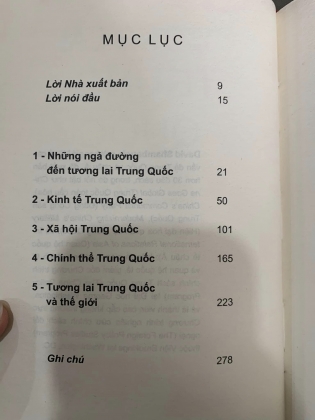 MỤC LỤC
Lời Nhà xuất bản 9
Lời nói đầu 15
1 - Những ngả đường
đến tương lai Trung Quốc 21
2 - Kinh tế Trung Quốc 50
3 - Xã hội Trung Quốc 101
4 - Chính thể Trung Quốc 165
5 - Tương lai Trung Quốc
và thế giới 223
Ghi chú 278